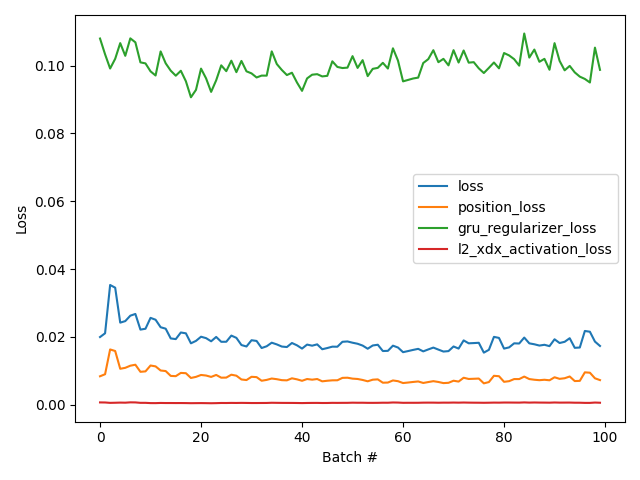 0.10
0.08
0.06
0.04
0.02
0.00
Loss
loss
position_loss
gru_regularizer_loss
l2_xdx_activation_loss
0 20 40 60 80 100
Batch #